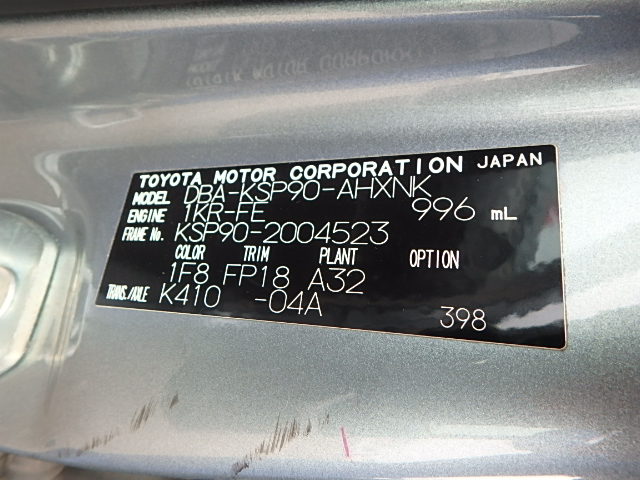 TOYOTA MOTOR CORPORATION JAPAN
MODEL DBA-KSP90-AHXNK
ENGINE 1KR-FE 996 mL
FRAME No. KSP90-2004523
COLOR TRIM PLANT OPTION
1F8 FP18 A32
TRANS./AXLE K410 -04A
398